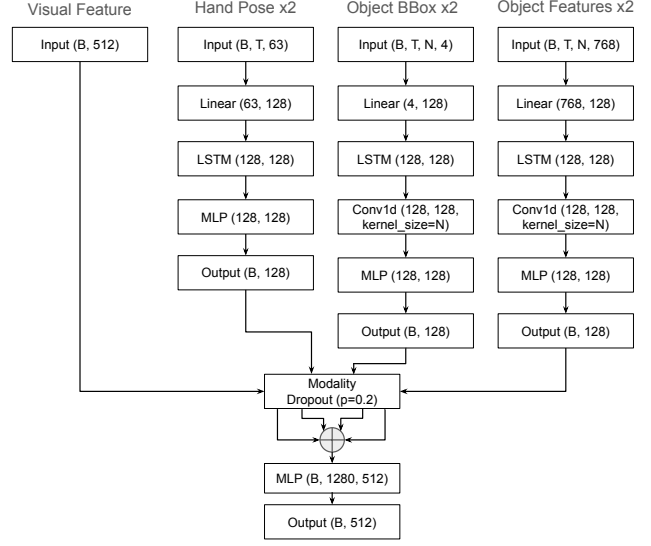 Visual Feature
Input (B, 512)
Hand Pose x2
Input (B, T, 63)
Linear (63, 128)
LSTM (128, 128)
MLP (128, 128)
Output (B, 128)
Object BBox x2
Input (B, T, N, 4)
Linear (4, 128)
LSTM (128, 128)
Conv1d (128, 128,
kernel_size=N)
MLP (128, 128)
Output (B, 128)
Object Features x2
Input (B, T, N, 768)
Linear (768, 128)
LSTM (128, 128)
Conv1d (128, 128,
kernel_size=N)
MLP (128, 128)
Output (B, 128)
Modality
Dropout (p=0.2)
MLP (B, 1280, 512)
Output (B, 512)